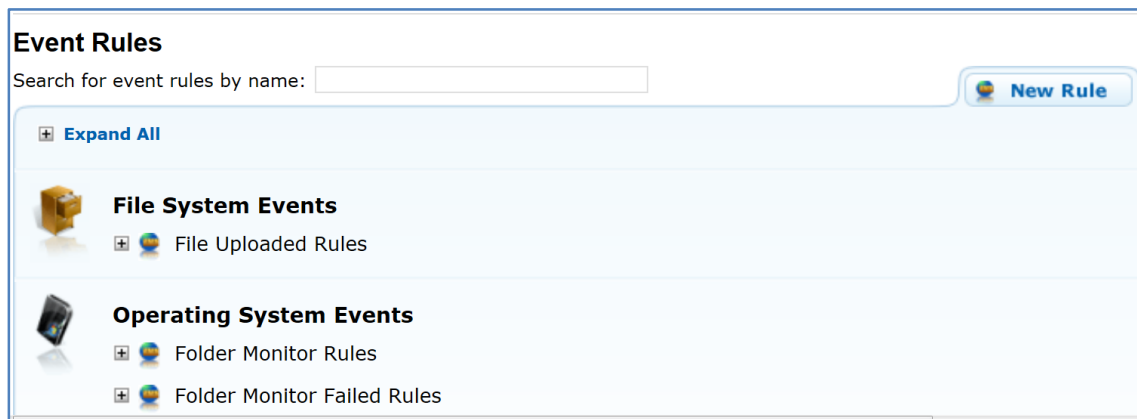 Event Rules
Search for event rules by name:
New Rule
Expand All
File System Events
File Uploaded Rules
Operating System Events
Folder Monitor Rules
Folder Monitor Failed Rules